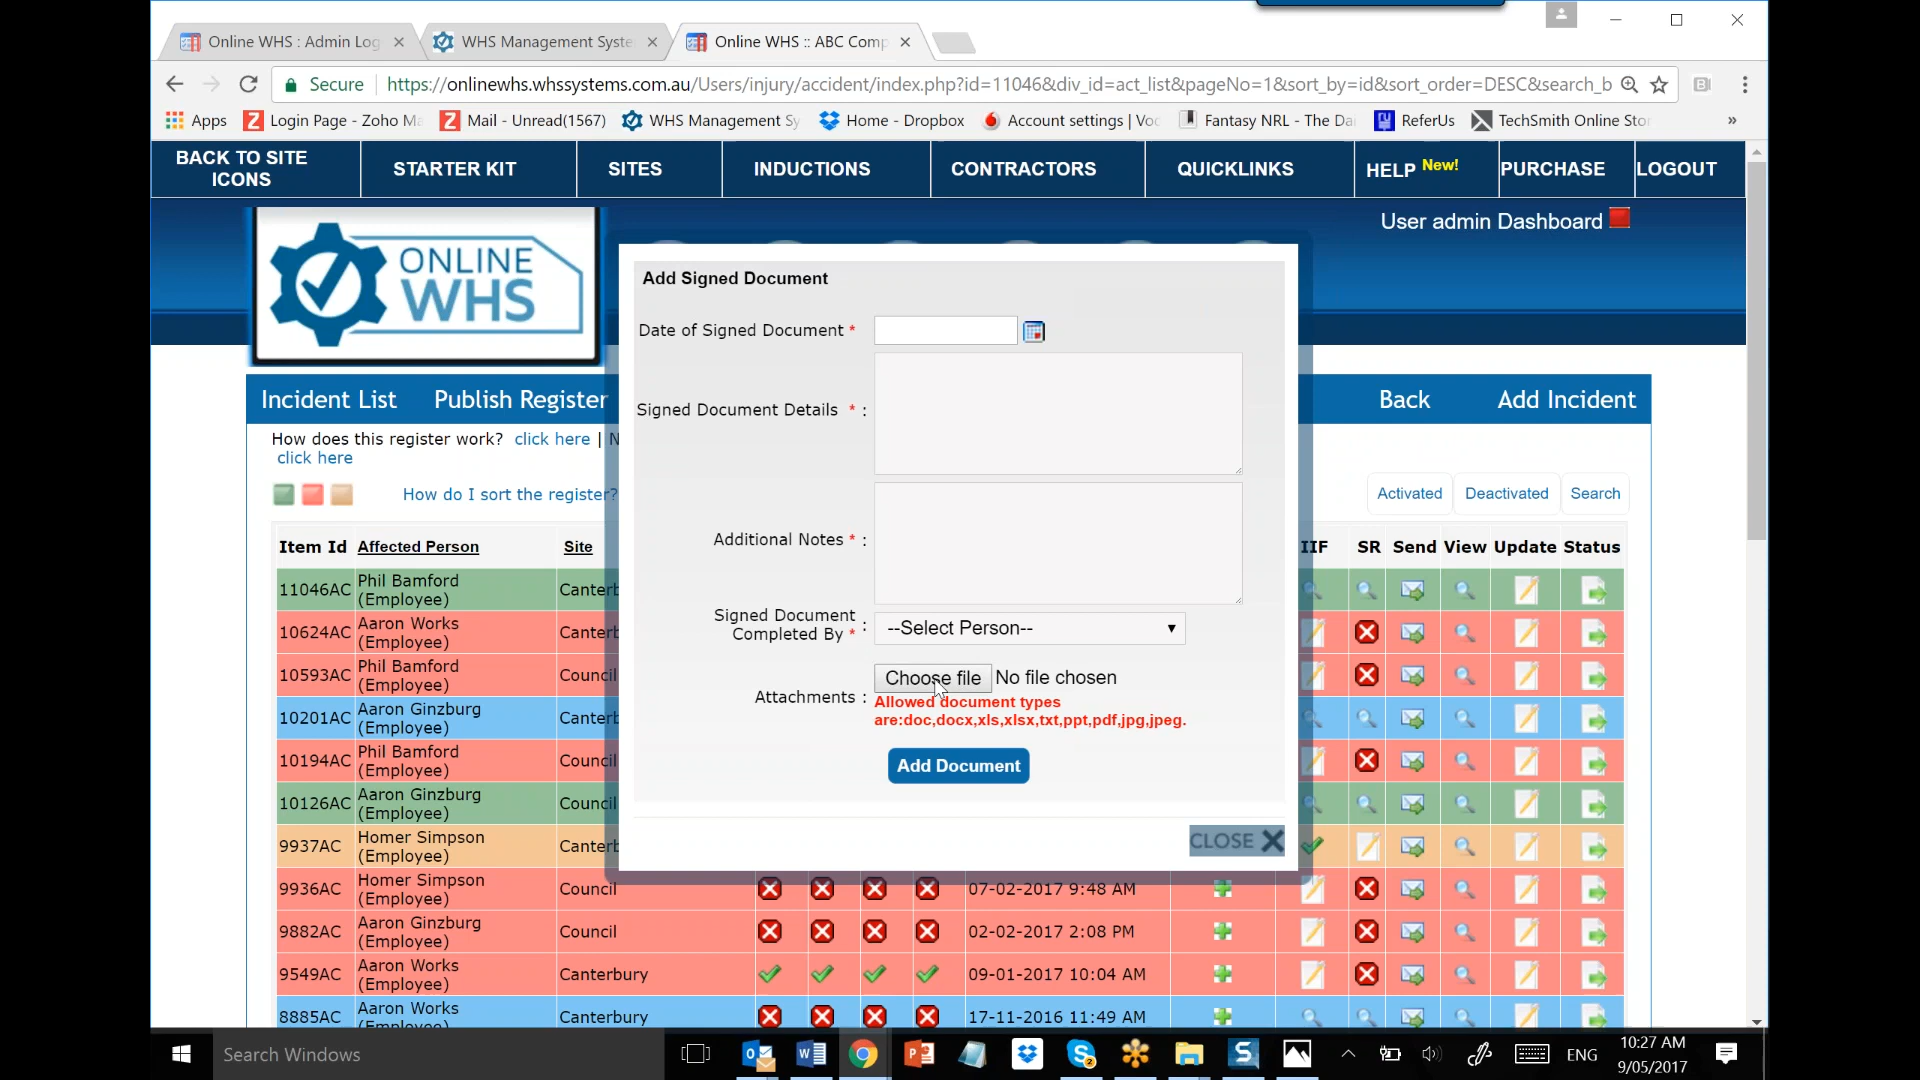 Online WHS : Admin Log
WHS Management Syste
Online WHS :: ABC Comp
Secure
https://onlinewhs.whssystems.com.au/Users/injury/accident/index.php?id=11046&div_id=act_list&pageNo=1&sort_by=id&sort_order=DESC&search_b
Apps
Login Page - Zoho Ma
Mail - Unread(1567)
WHS Management Sy
Home - Dropbox
Account settings | Voc
Fantasy NRL - The Da
ReferUs
TechSmith Online Stor
»
BACK TO SITE
ICONS
STARTER KIT
SITES
INDUCTIONS
CONTRACTORS
QUICKLINKS
HELP New!
PURCHASE
LOGOUT
User admin Dashboard
ONLINE
WHS
Incident List
Publish Register
Back
Add Incident
How does this register work? click here | N
click here
How do I sort the register?
Activated
Deactivated
Search
Item Id Affected Person Site IIF SR Send View Update Status
11046AC Phil Bamford (Employee) Canterb
10624AC Aaron Works (Employee) Canterb
10593AC Phil Bamford (Employee) Council
10201AC Aaron Ginzburg (Employee) Canterb
10194AC Phil Bamford (Employee) Council
10126AC Aaron Ginzburg (Employee) Council
9937AC Homer Simpson (Employee) Canterb
9936AC Homer Simpson (Employee) Council 07-02-2017 9:48 AM
9882AC Aaron Ginzburg (Employee) Council 02-02-2017 2:08 PM
9549AC Aaron Works (Employee) Canterbury 09-01-2017 10:04 AM
8885AC Aaron Works (Employee) Canterbury 17-11-2016 11:49 AM
Add Signed Document
Date of Signed Document *
Signed Document Details * :
Additional Notes * :
Signed Document
Completed By * :
--Select Person--
Attachments :
Choose file No file chosen
Allowed document types
are:doc,docx,xls,xlsx,txt,ppt,pdf,jpg,jpeg.
Add Document
CLOSE
Search Windows
ENG
10:27 AM
9/05/2017